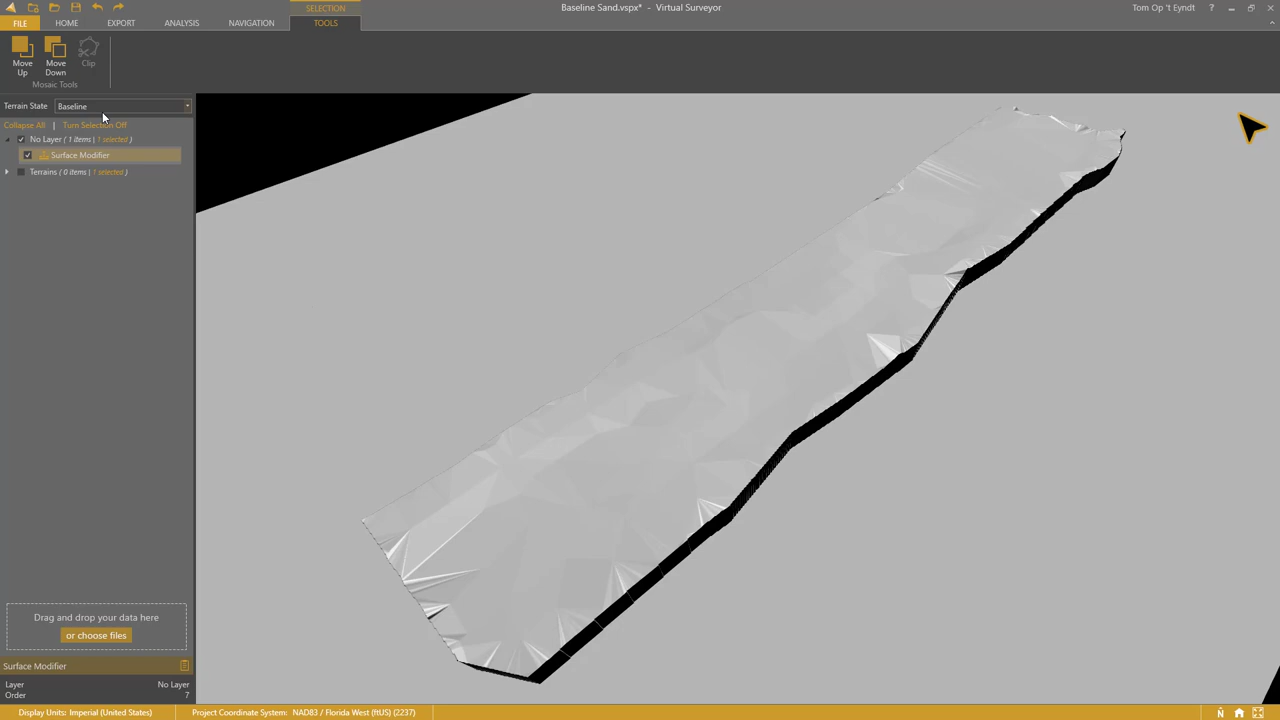 SELECTION
Baseline Sand.vspx* - Virtual Surveyor
Tom Op 't Eyndt
?
FILE
HOME
EXPORT
ANALYSIS
NAVIGATION
TOOLS
Move Up
Move Down
Clip
Mosaic Tools
Terrain State
Baseline
Collapse All | Turn Selection Off
No Layer ( 1 items | 1 selected )
Surface Modifier
Terrains ( 0 items | 1 selected )
Drag and drop your data here
or choose files
Surface Modifier
Layer No Layer
Order 7
Display Units: Imperial (United States)
Project Coordinate System: NAD83 / Florida West (ftUS) (2237)
N